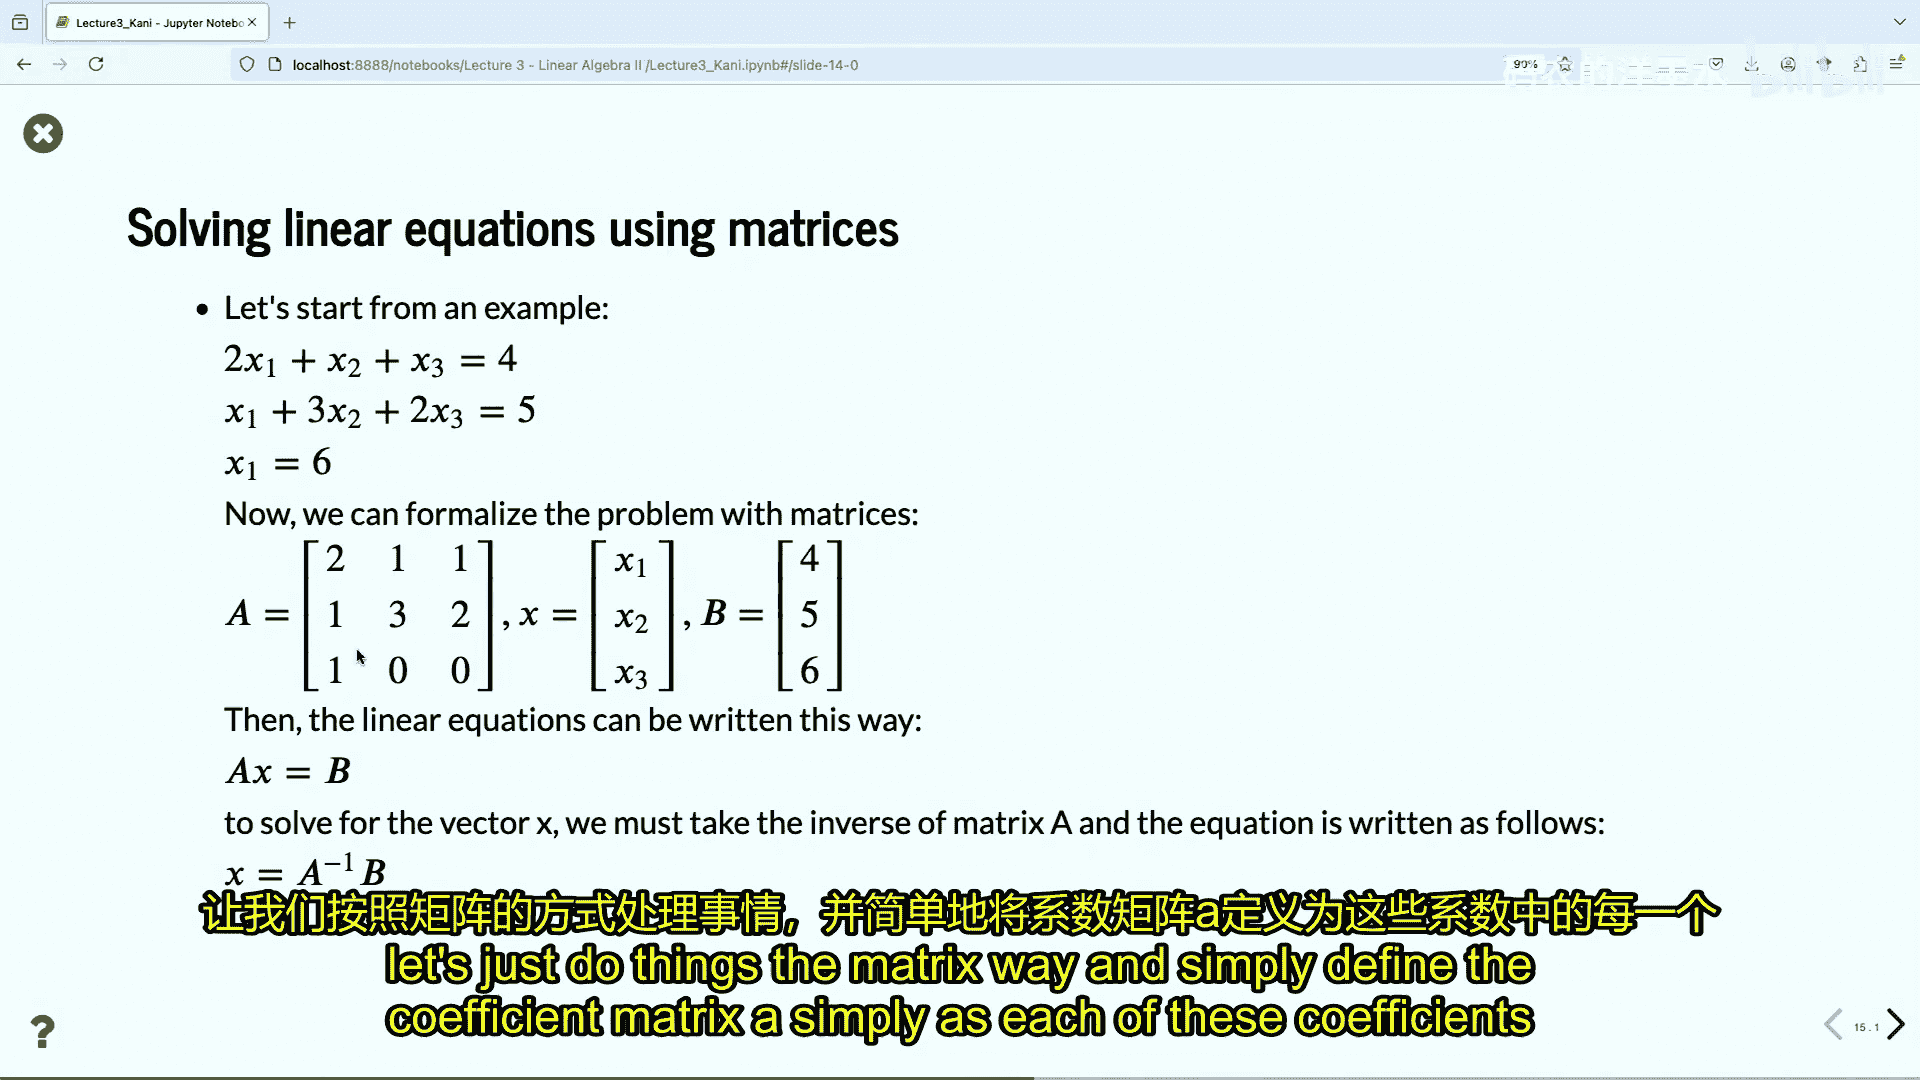 Lecture3_Kani - Jupyter Notebo
localhost:8888/notebooks/Lecture 3 - Linear Algebra II /Lecture3_Kani.ipynb#/slide-14-0
90%
Solving linear equations using matrices
• Let's start from an example:
2x₁ + x₂ + x₃ = 4
x₁ + 3x₂ + 2x₃ = 5
x₁ = 6
Now, we can formalize the problem with matrices:
A = [2 1 1; 1 3 2; 1 0 0], x = [x₁; x₂; x₃], B = [4; 5; 6]
Then, the linear equations can be written this way:
Ax = B
to solve for the vector x, we must take the inverse of matrix A and the equation is written as follows:
x = A⁻¹B
让我们按照矩阵的方式处理事情，并简单地将系数矩阵a定义为这些系数中的每一个
let's just do things the matrix way and simply define the
coefficient matrix a simply as each of these coefficients
15.1